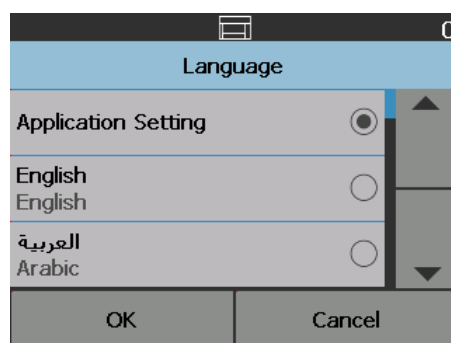 Language
Application Setting
English
English
العربية
Arabic
OK
Cancel